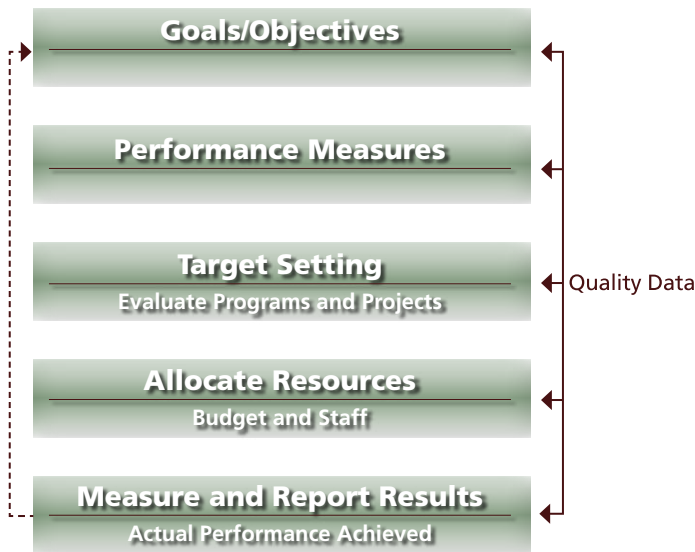 Goals/Objectives
Performance Measures
Target Setting
Evaluate Programs and Projects
Quality Data
Allocate Resources
Budget and Staff
Measure and Report Results
Actual Performance Achieved